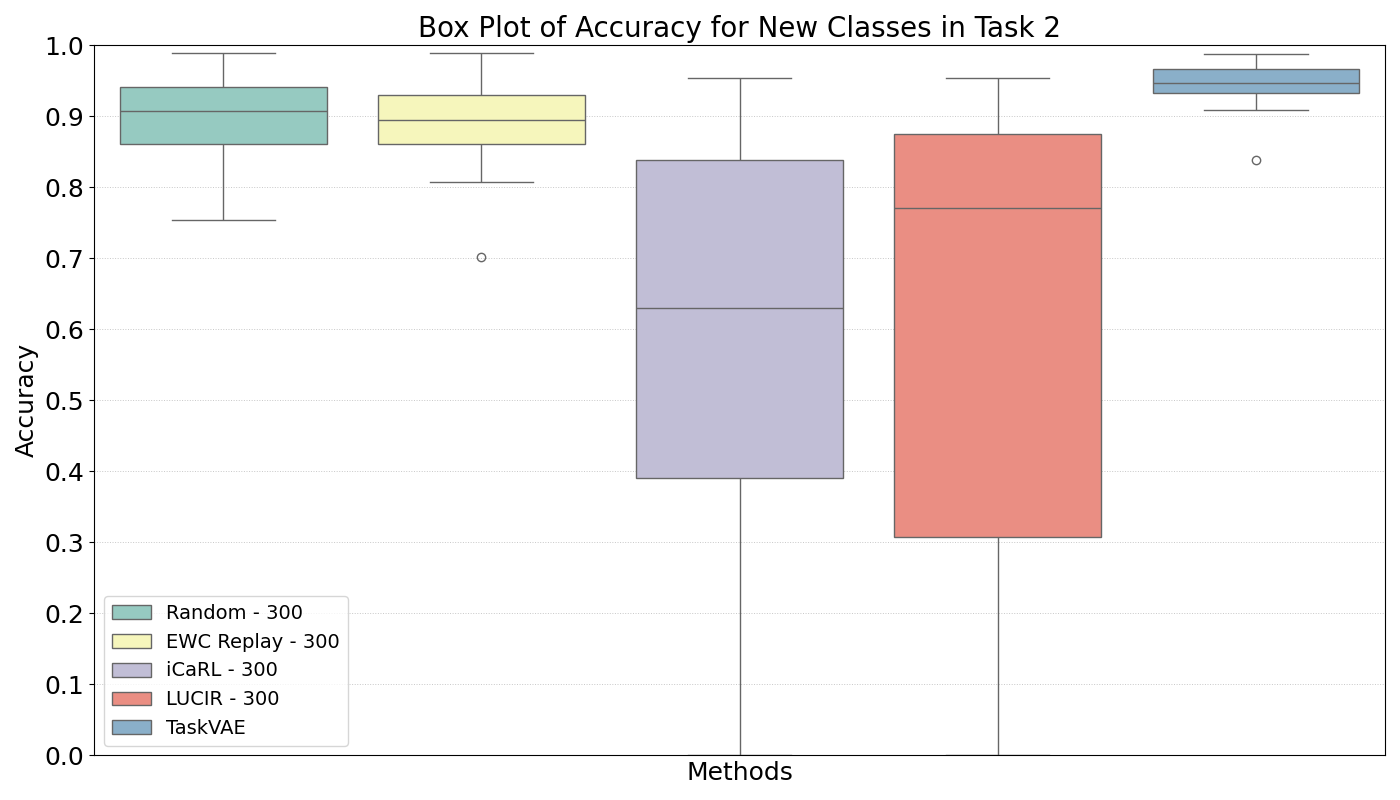 Box Plot of Accuracy for New Classes in Task 2
1.0
0.9
0.8
0.7
0.6
0.5
0.4
0.3
0.2
0.1
0.0
Accuracy
Random - 300
EWC Replay - 300
iCaRL - 300
LUCIR - 300
TaskVAE
Methods